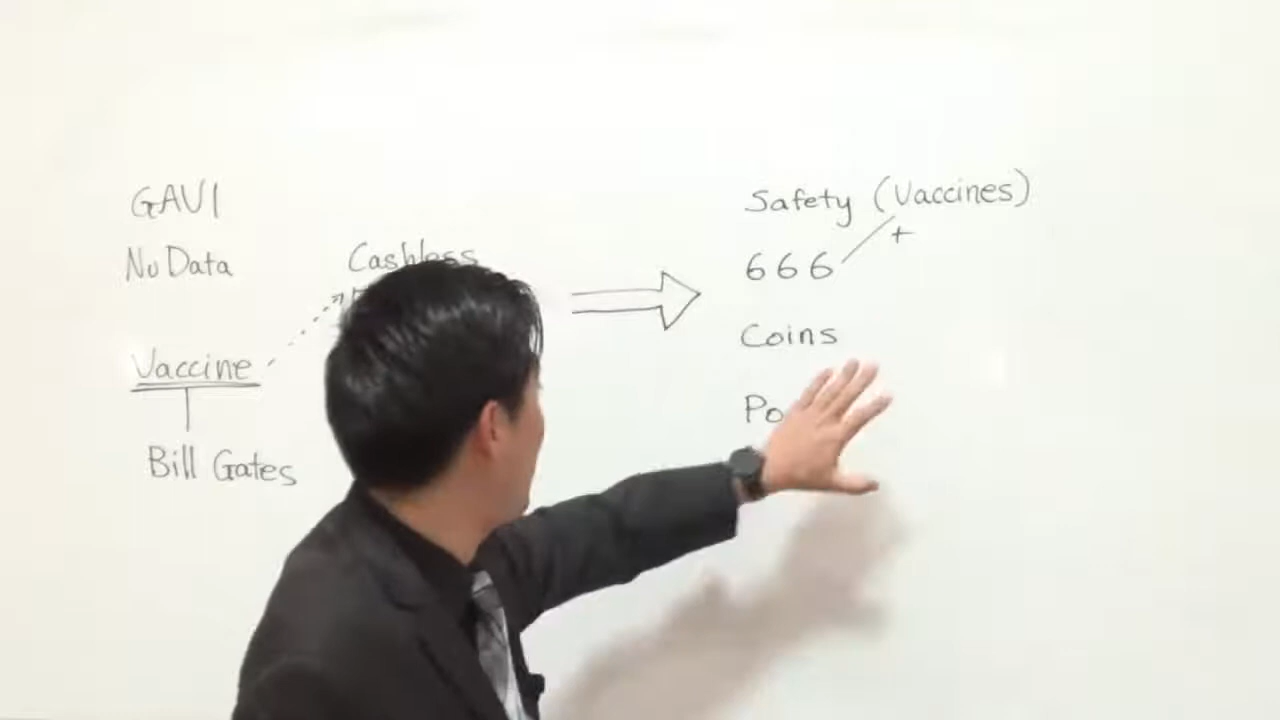 GAVI
No Data
Cashless
Vaccine
Bill Gates
Safety (Vaccines)
+
666
Coins